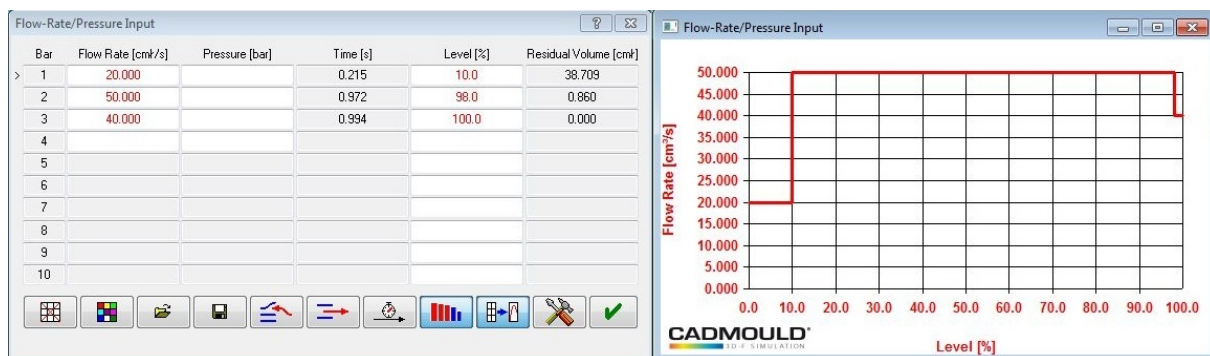 Flow-Rate/Pressure Input
Bar Flow Rate [cmł/s] Pressure [bar] Time [s] Level [%] Residual Volume [cmł]
> 1 20.000 0.215 10.0 38.709
2 50.000 0.972 98.0 0.860
3 40.000 0.994 100.0 0.000
4
5
6
7
8
9
10
Flow-Rate/Pressure Input
50.000
45.000
40.000
35.000
30.000
25.000
20.000
15.000
10.000
5.000
0.000
Flow Rate [cm³/s]
0.0 10.0 20.0 30.0 40.0 50.0 60.0 70.0 80.0 90.0 100.0
CADMOULD
3D-F SIMULATION
Level [%]